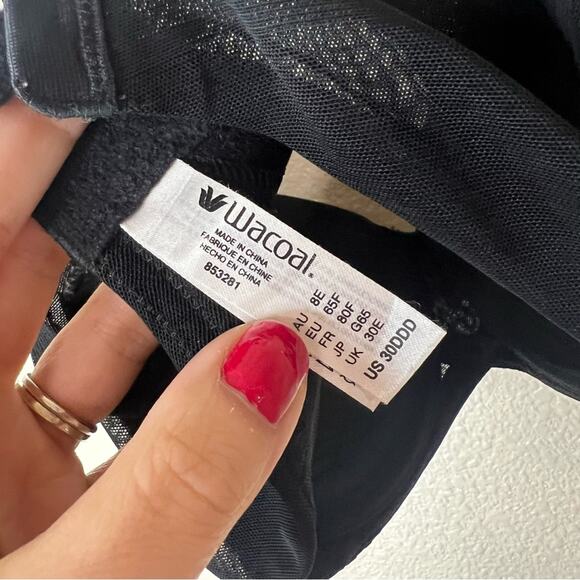 Wacoal®
MADE IN CHINA
FABRIQUE EN CHINE
HECHO EN CHINA
853281
AU 8E
EU 65F
FR 80F
JP G65
UK 30E
US 30DDD